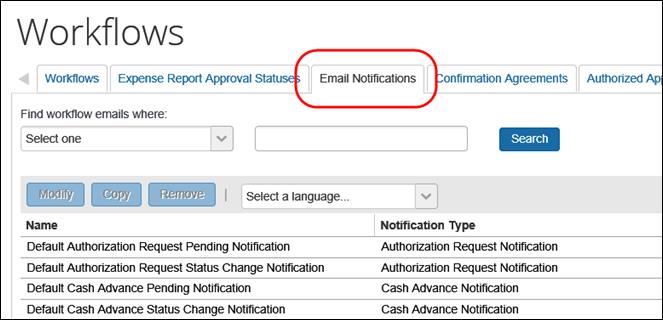 Workflows
Workflows Expense Report Approval Statuses Email Notifications Confirmation Agreements Authorized App
Find workflow emails where:
Select one Search
Modify Copy Remove | Select a language...
Name Notification Type
Default Authorization Request Pending Notification Authorization Request Notification
Default Authorization Request Status Change Notification Authorization Request Notification
Default Cash Advance Pending Notification Cash Advance Notification
Default Cash Advance Status Change Notification Cash Advance Notification